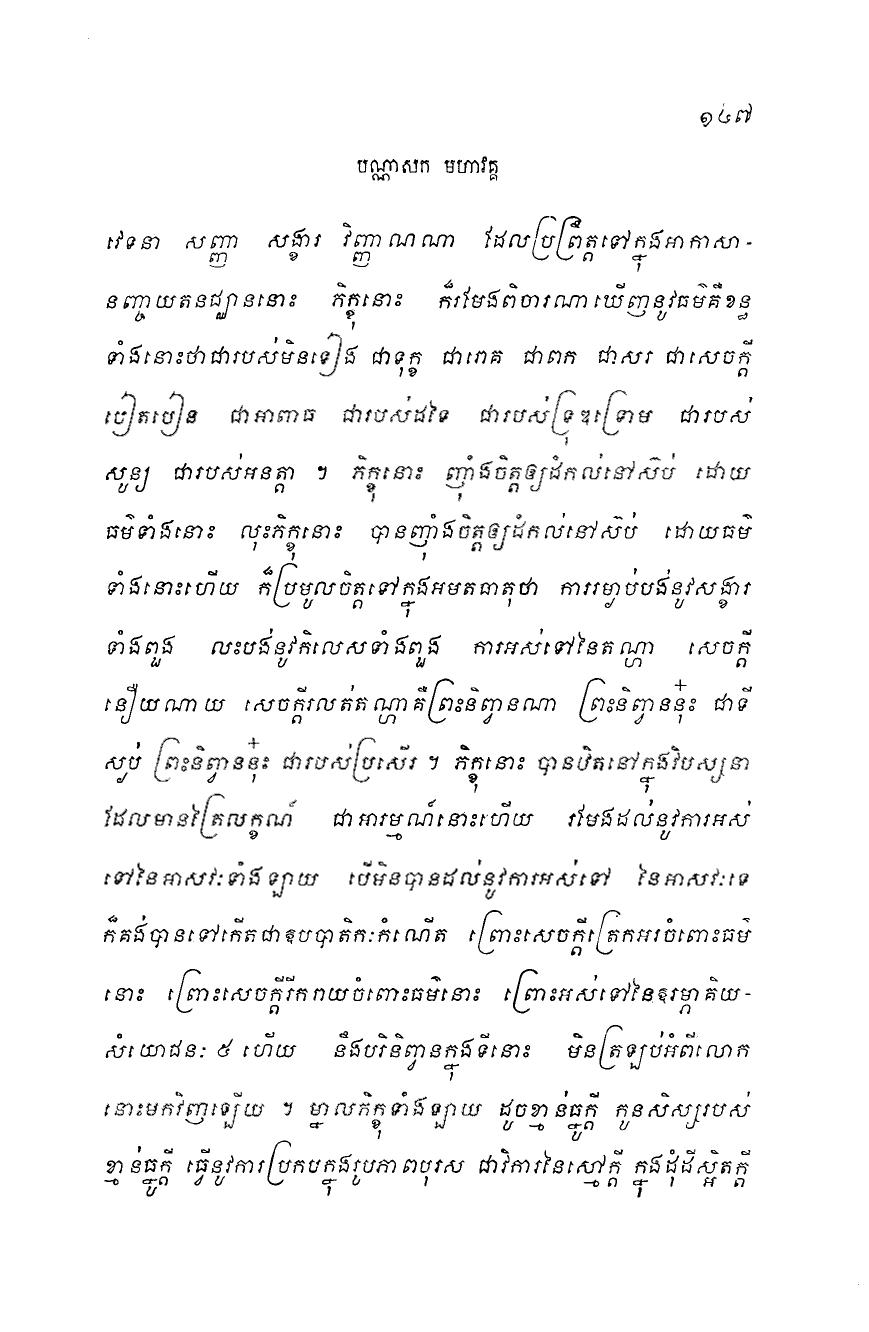 ១៤៧
បណ្ណាសក មហាវគ្គ
វេទនា សញ្ញា សង្ខារ វិញ្ញាណណា ដែលប្រព្រឹត្តទៅក្នុងអាកាសា-
នញ្ចាយតនជ្ឈាននោះ ភិក្ខុនោះ ក៏រមែងពិចារណាឃើញនូវធម៌គឺខន្ធ
ទាំងនោះថាជារបស់មិនទៀង ជាទុក្ខ ជារោគ ជាពក ជាសរ ជាសេចក្តី
បៀតបៀន ជាអាពាធ ជារបស់ដទៃ ជារបស់ទ្រុឌទ្រោម ជារបស់
សូន្យ ជារបស់អនត្តា ។ ភិក្ខុនោះ ញ៉ាំងចិត្តឲ្យដំកល់នៅស៊ប់ ដោយ
ធម៌ទាំងនោះ លុះភិក្ខុនោះ បានញ៉ាំងចិត្តឲ្យដំកល់នៅស៊ប់ ដោយធម៌
ទាំងនោះហើយ ក៏ប្រមូលចិត្តទៅក្នុងអមតធាតុថា ការរម្ងាប់បង់នូវសង្ខារ
ទាំងពួង លះបង់នូវកិលេសទាំងពួង ការអស់ទៅនៃតណ្ហា សេចក្តី
នឿយណាយ សេចក្តីរលត់តណ្ហាគឺព្រះនិព្វានណា ព្រះនិព្វាននុ៎ះ ជាទី
ស្ងប់ ព្រះនិព្វាននុ៎ះ ជារបស់ប្រសើរ ។ ភិក្ខុនោះ បានឋិតនៅក្នុងវិបស្សនា
ដែលមានត្រៃលក្ខណ៍ ជាអារម្មណ៍នោះហើយ រមែងដល់នូវការអស់
ទៅនៃអាសវៈទាំងឡាយ បើមិនបានដល់នូវការអស់ទៅ នៃអាសវៈទេ
ក៏គង់បានទៅកើតជាឧបបាតិកៈកំណើត ព្រោះសេចក្តីត្រេកអរចំពោះធម៌
នោះ ព្រោះសេចក្តីរីករាយចំពោះធម៌នោះ ព្រោះអស់ទៅនៃឧរម្ភាគិយ-
សំយោជនៈ ៥ ហើយ នឹងបរិនិព្វានក្នុងទីនោះ មិនត្រឡប់អំពីលោក
នោះមកវិញឡើយ ។ ម្នាលភិក្ខុទាំងឡាយ ដូចខ្មាន់ធ្នូក្តី កូនសិស្សរបស់
ខ្មាន់ធ្នូក្តី ធ្វើនូវការប្រកបក្នុងរូបភាពបុរស ជាវិការនៃស្មៅក្តី ក្នុងដុំដីស្អិតក្តី